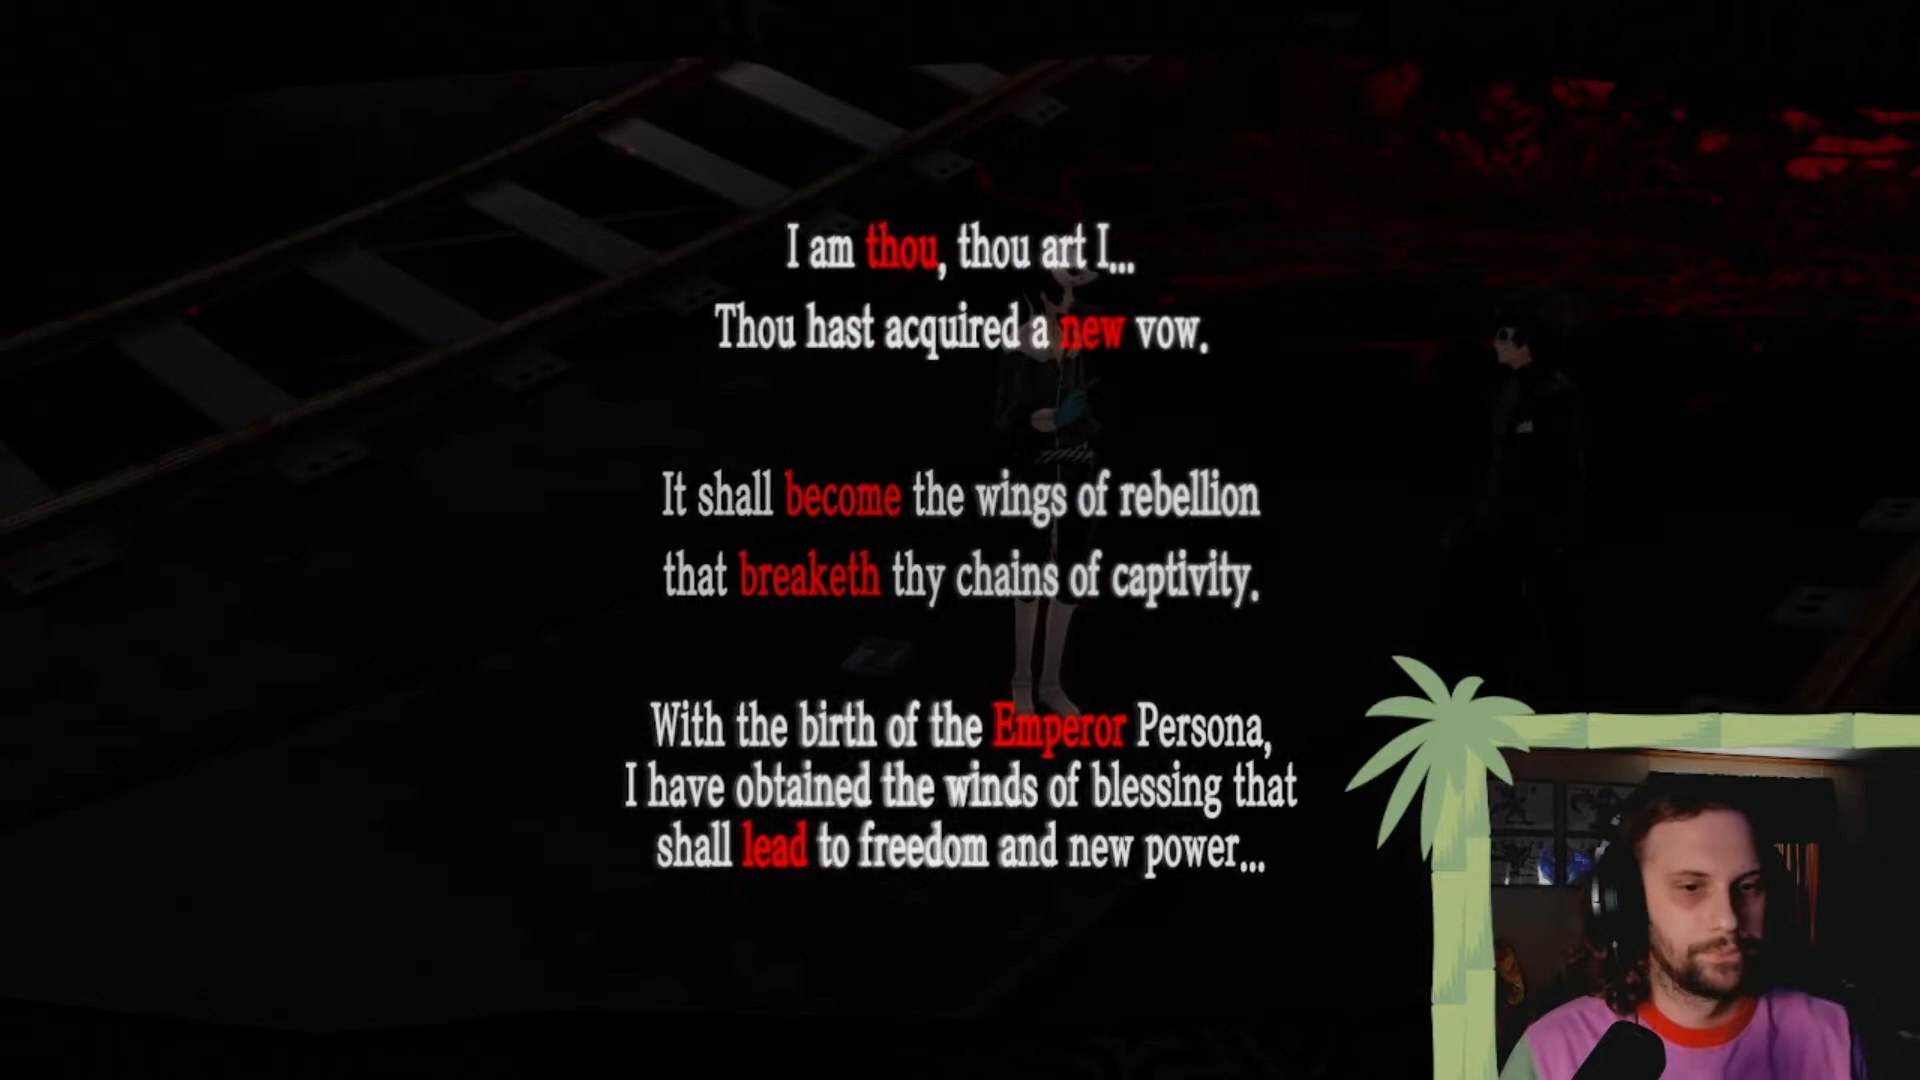 I am thou, thou art I...
Thou hast acquired a new vow.
It shall become the wings of rebellion
that breaketh thy chains of captivity.
With the birth of the Emperor Persona,
I have obtained the winds of blessing that
shall lead to freedom and new power...